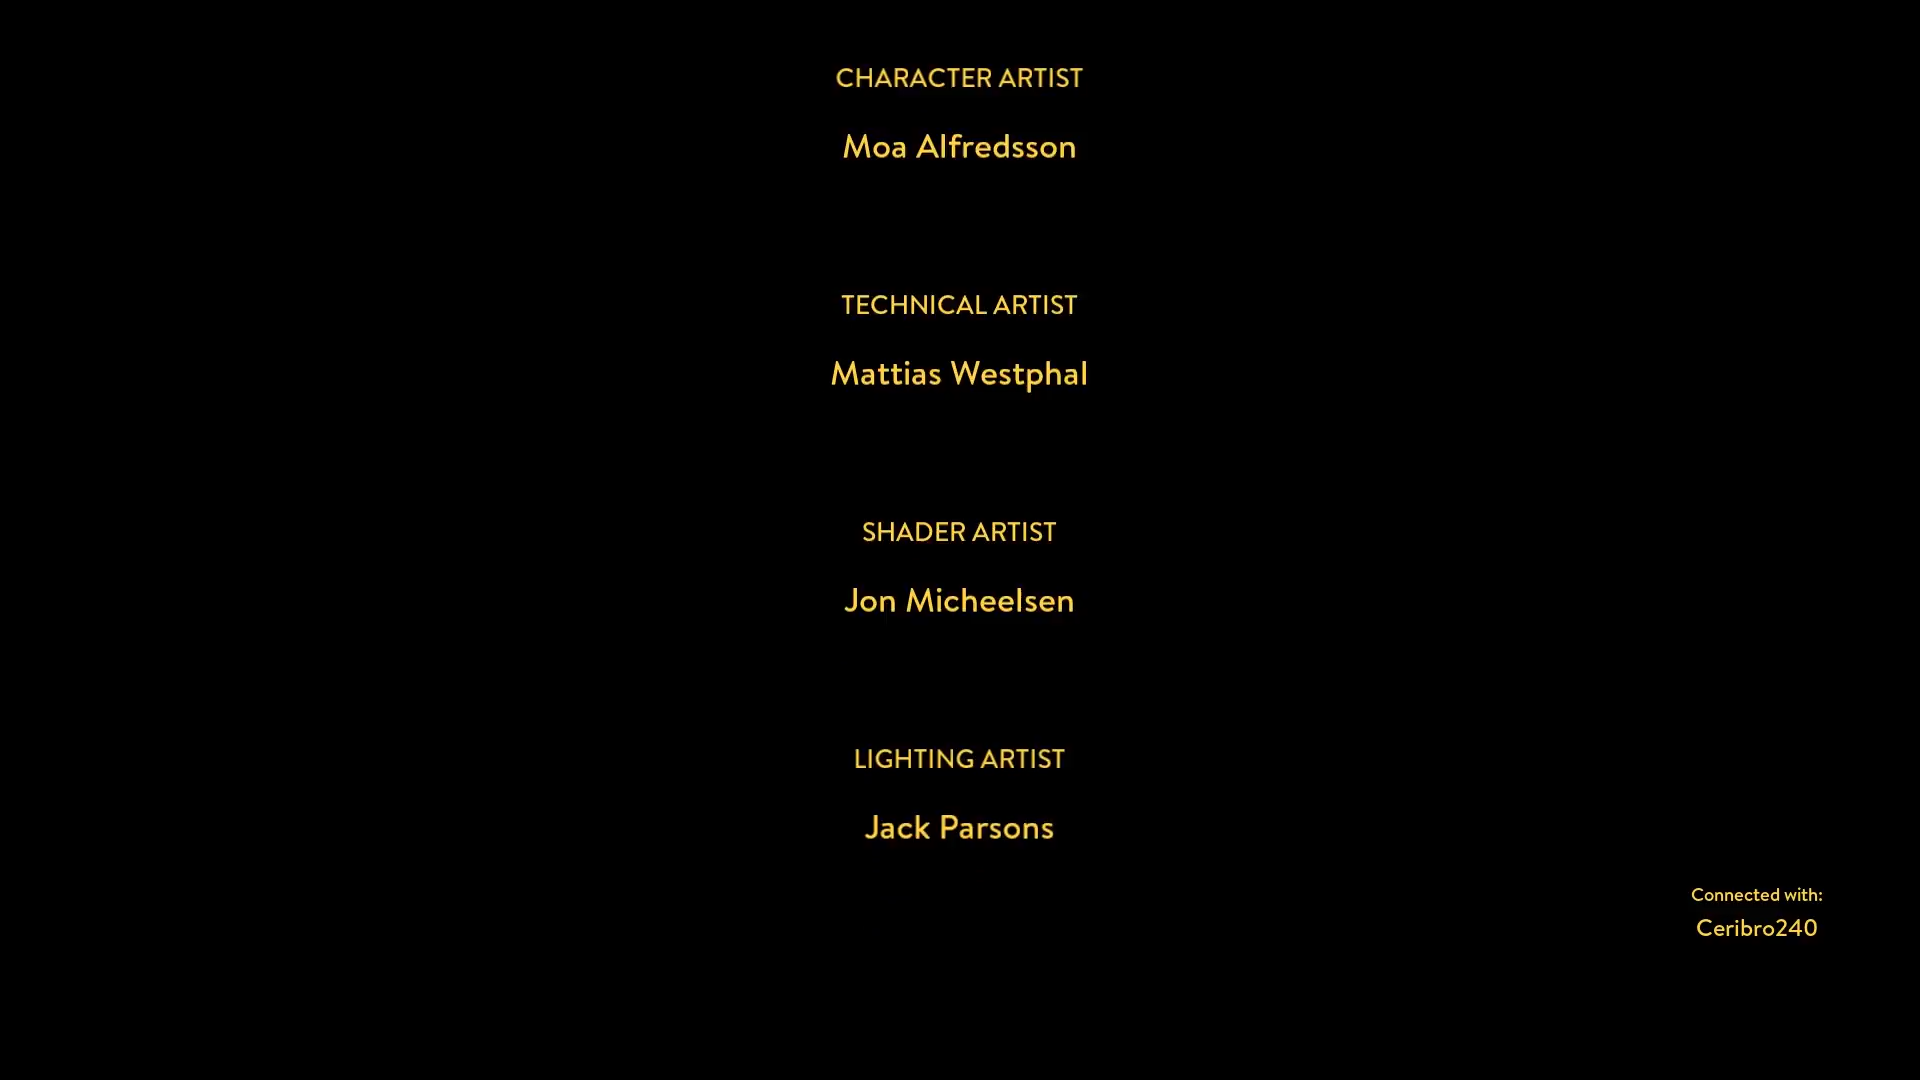 CHARACTER ARTIST
Moa Alfredsson
TECHNICAL ARTIST
Mattias Westphal
SHADER ARTIST
Jon Micheelsen
LIGHTING ARTIST
Jack Parsons
Connected with:
Ceribro240